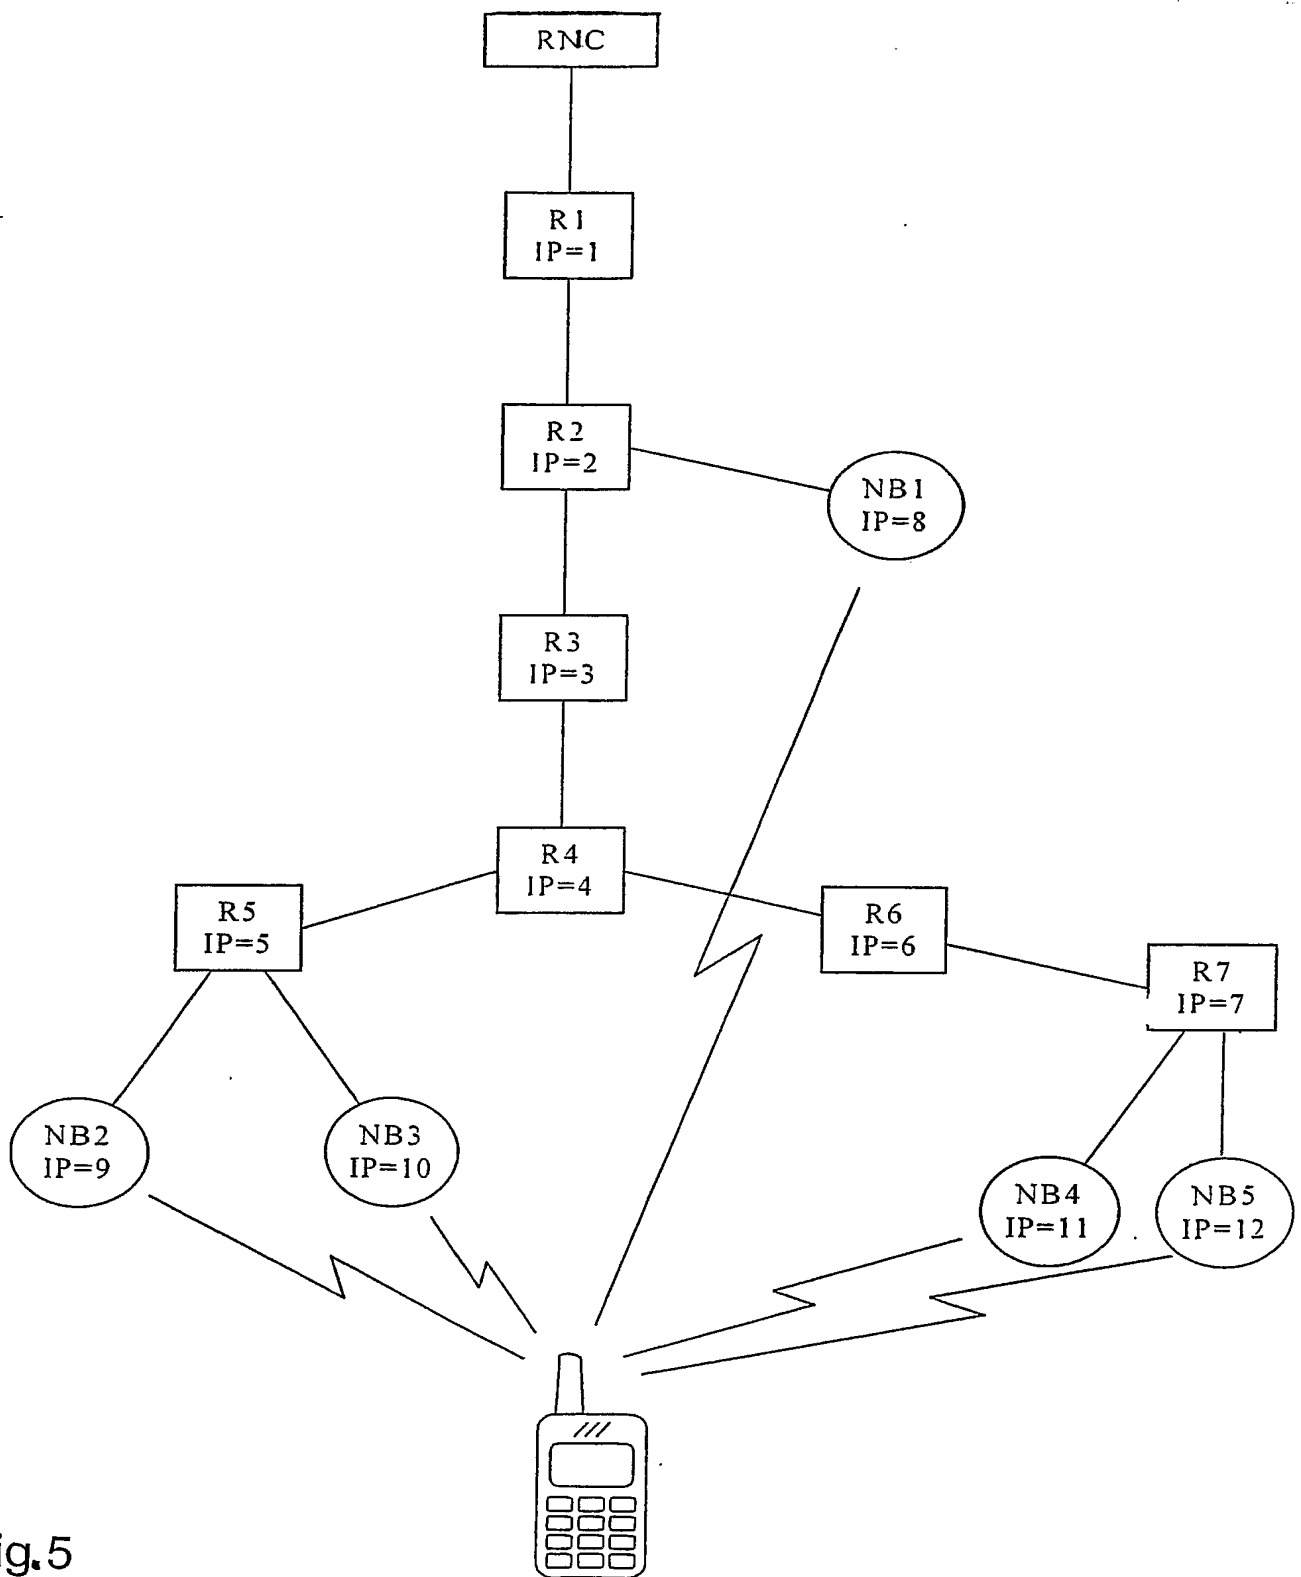 RNC
R1
IP=1
R2
IP=2
NB1
IP=8
R3
IP=3
R4
IP=4
R5
IP=5
R6
IP=6
R7
IP=7
NB2
IP=9
NB3
IP=10
NB4
IP=11
NB5
IP=12
ig.5